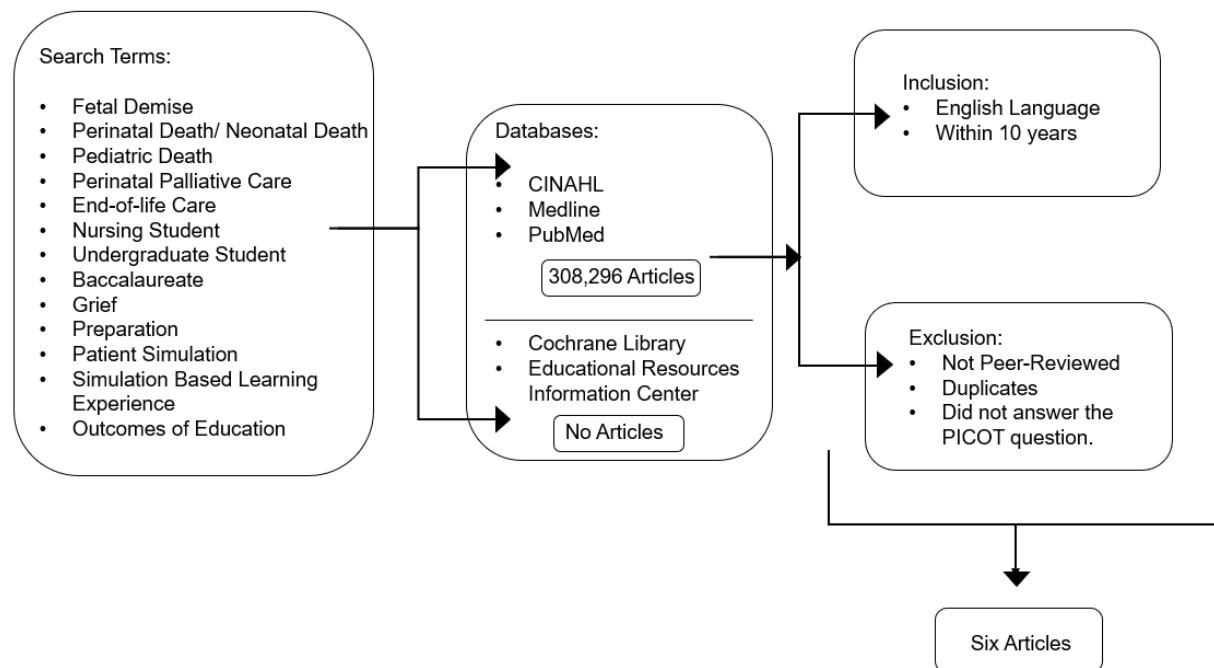 Search Terms:
• Fetal Demise
• Perinatal Death/ Neonatal Death
• Pediatric Death
• Perinatal Palliative Care
• End-of-life Care
• Nursing Student
• Undergraduate Student
• Baccalaureate
• Grief
• Preparation
• Patient Simulation
• Simulation Based Learning
Experience
• Outcomes of Education
Databases:
• CINAHL
• Medline
• PubMed
308,296 Articles
• Cochrane Library
• Educational Resources
Information Center
No Articles
Inclusion:
• English Language
• Within 10 years
Exclusion:
• Not Peer-Reviewed
• Duplicates
• Did not answer the
PICOT question.
Six Articles